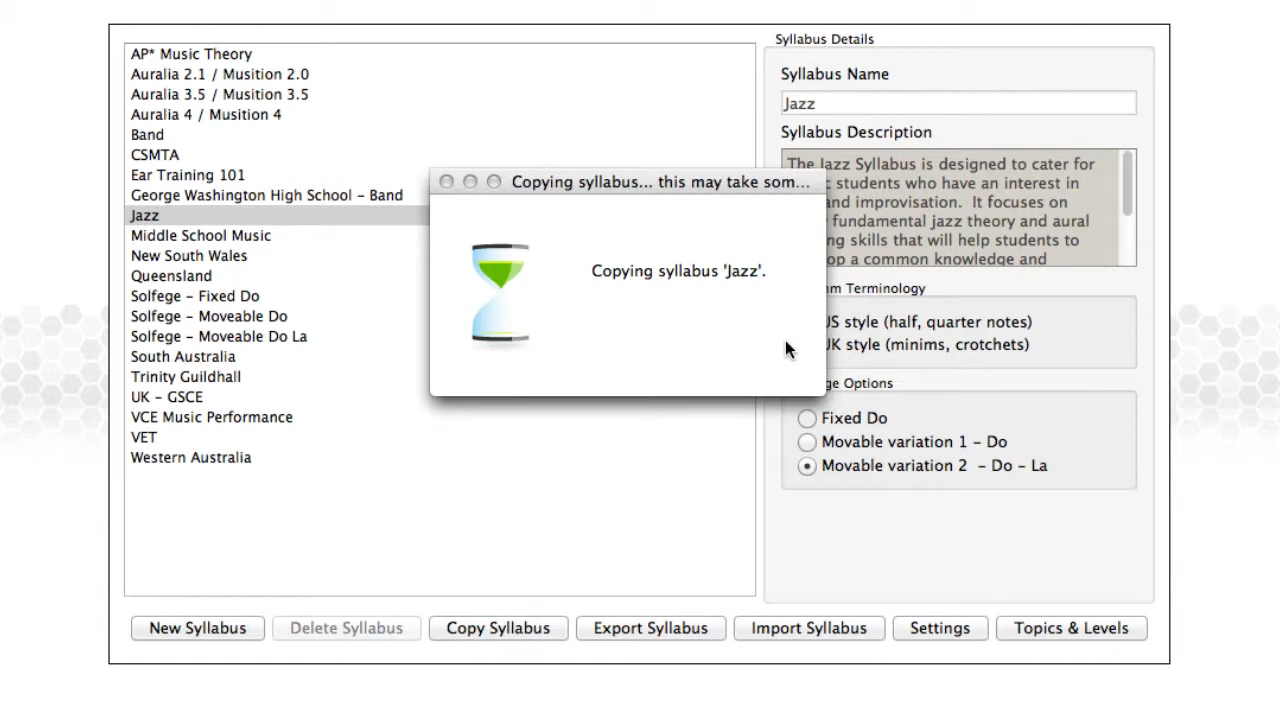 AP* Music Theory
Auralia 2.1 / Musition 2.0
Auralia 3.5 / Musition 3.5
Auralia 4 / Musition 4
Band
CSMTA
Ear Training 101
George Washington High School - Band
Jazz
Middle School Music
New South Wales
Queensland
Solfege - Fixed Do
Solfege - Moveable Do
Solfege - Moveable Do La
South Australia
Trinity Guildhall
UK - GSCE
VCE Music Performance
VET
Western Australia
Copying syllabus... this may take som...
Copying syllabus 'Jazz'.
Syllabus Details
Syllabus Name
Jazz
Syllabus Description
The Jazz Syllabus is designed to cater for
students who have an interest in
and improvisation. It focuses on
fundamental jazz theory and aural
skills that will help students to
a common knowledge and
Terminology
US style (half, quarter notes)
UK style (minims, crotchets)
Options
Fixed Do
Movable variation 1 - Do
Movable variation 2 - Do - La
New Syllabus
Delete Syllabus
Copy Syllabus
Export Syllabus
Import Syllabus
Settings
Topics & Levels